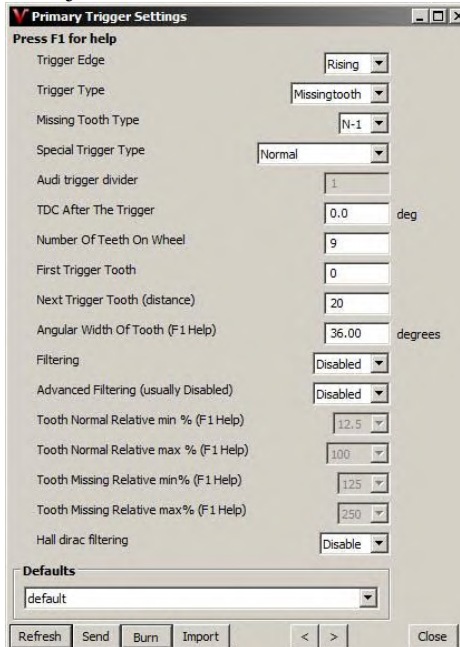 Primary Trigger Settings
Press F1 for help
Trigger Edge Rising
Trigger Type Missingtooth
Missing Tooth Type N-1
Special Trigger Type Normal
Audi trigger divider 1
TDC After The Trigger 0.0 deg
Number Of Teeth On Wheel 9
First Trigger Tooth 0
Next Trigger Tooth (distance) 20
Angular Width Of Tooth (F1 Help) 36.00 degrees
Filtering Disabled
Advanced Filtering (usually Disabled) Disabled
Tooth Normal Relative min % (F1 Help) 12.5
Tooth Normal Relative max % (F1 Help) 100
Tooth Missing Relative min% (F1 Help) 125
Tooth Missing Relative max% (F1 Help) 250
Hall dirac filtering Disable
Defaults
default
Refresh Send Burn Import < > Close